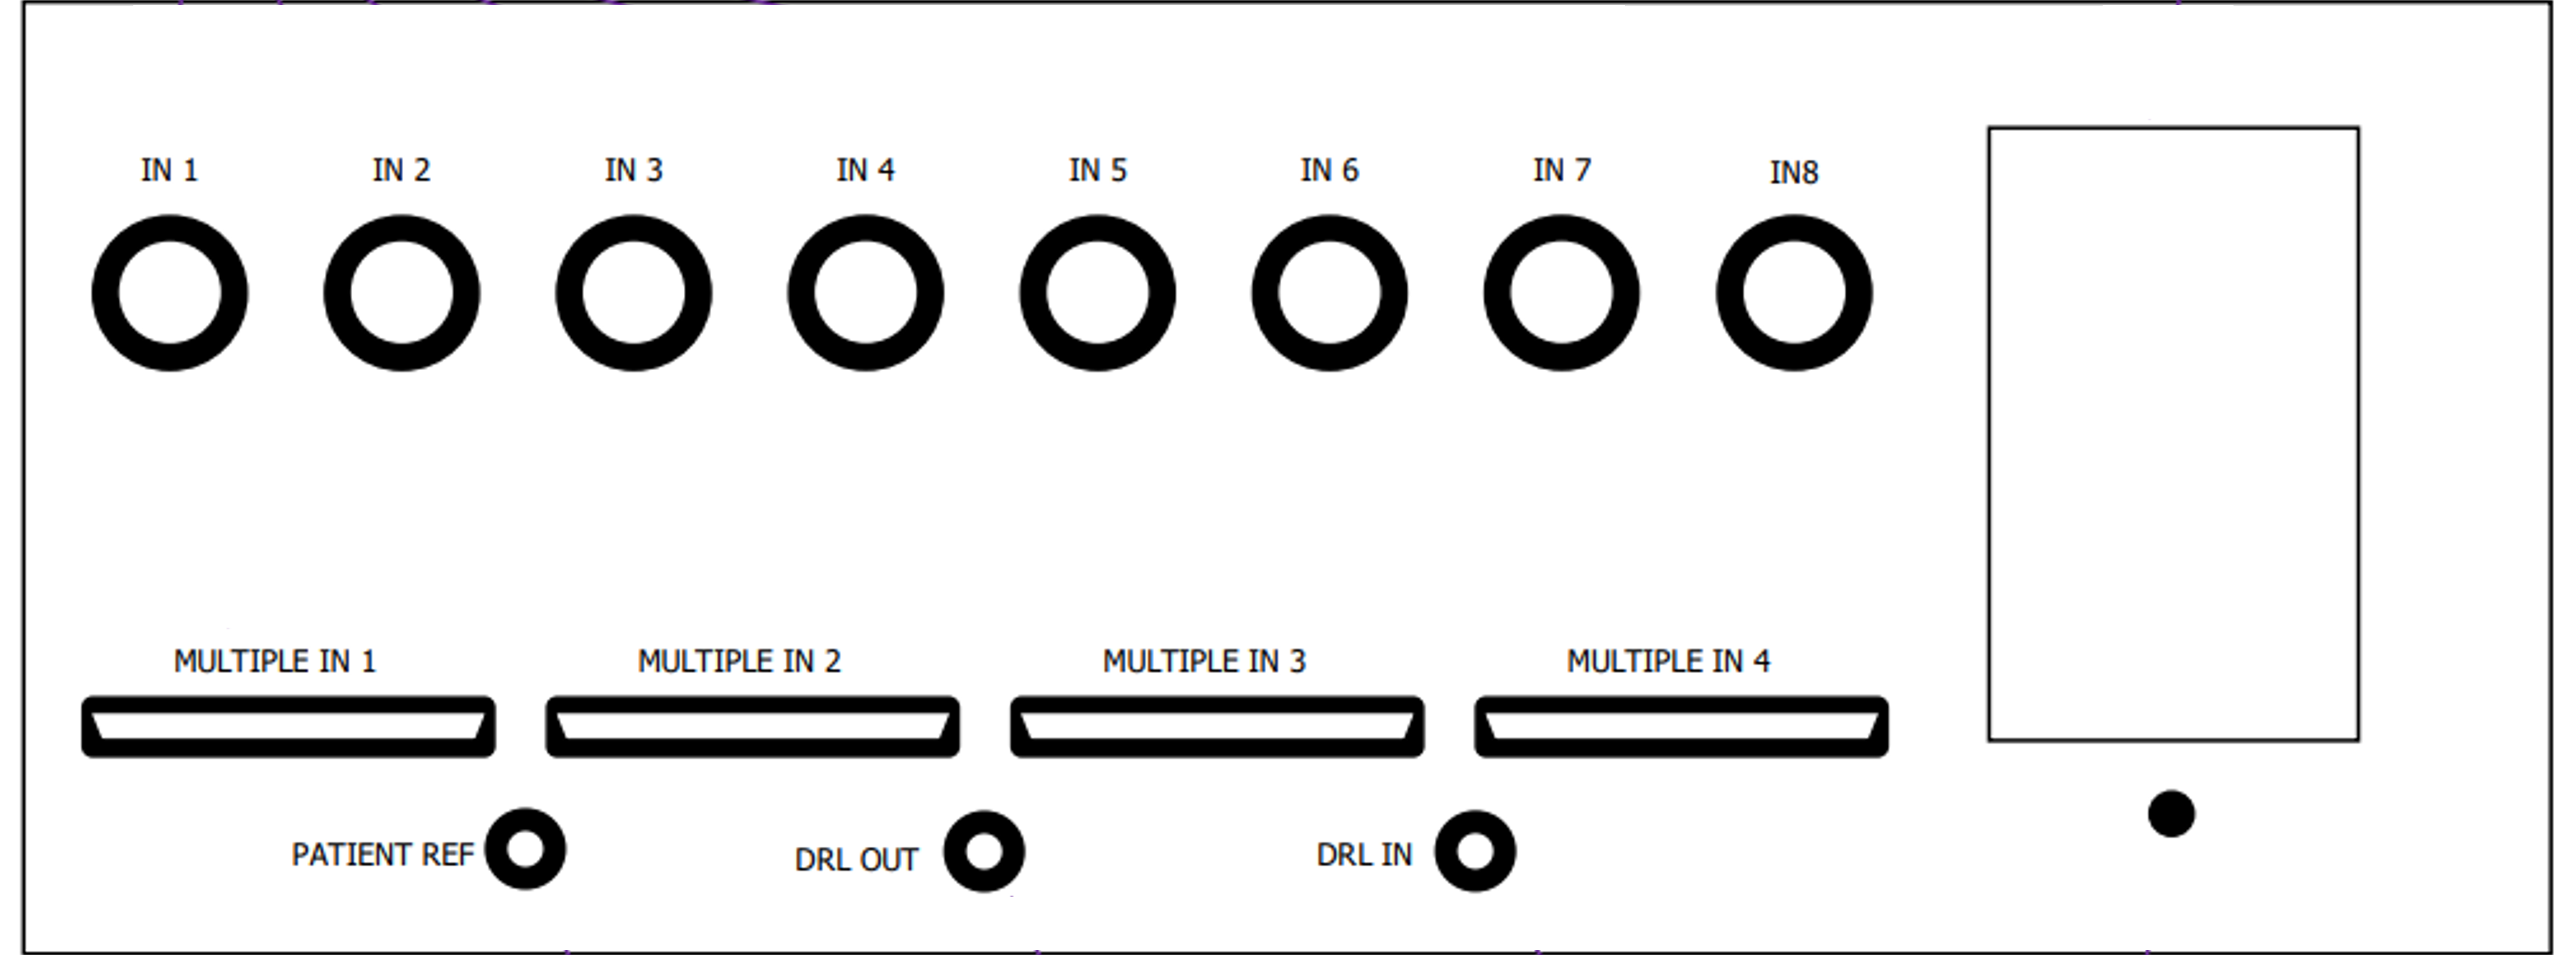 IN 1
IN 2
IN 3
IN 4
IN 5
IN 6
IN 7
IN8
MULTIPLE IN 1
MULTIPLE IN 2
MULTIPLE IN 3
MULTIPLE IN 4
PATIENT REF
DRL OUT
DRL IN